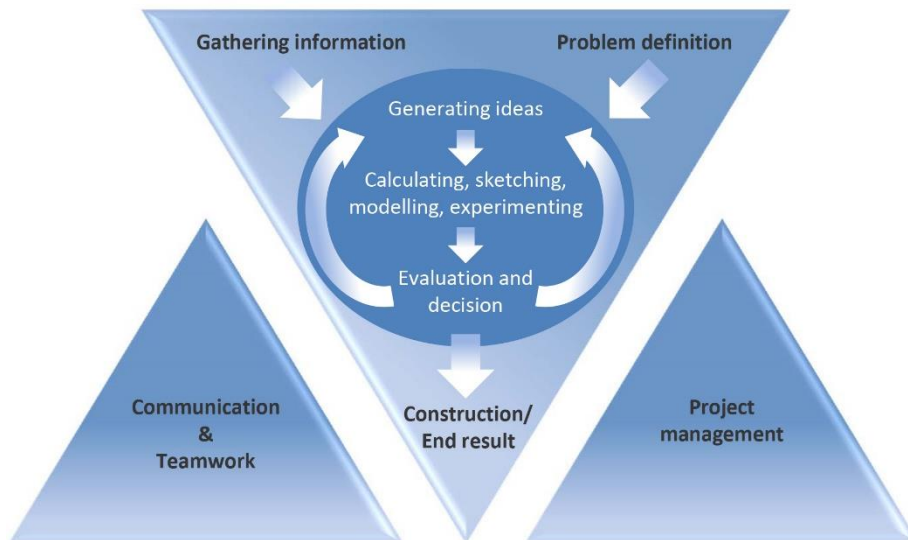 Gathering information
Problem definition
Generating ideas
Calculating, sketching,
modelling, experimenting
Evaluation and
decision
Construction/
End result
Communication
&
Teamwork
Project
management